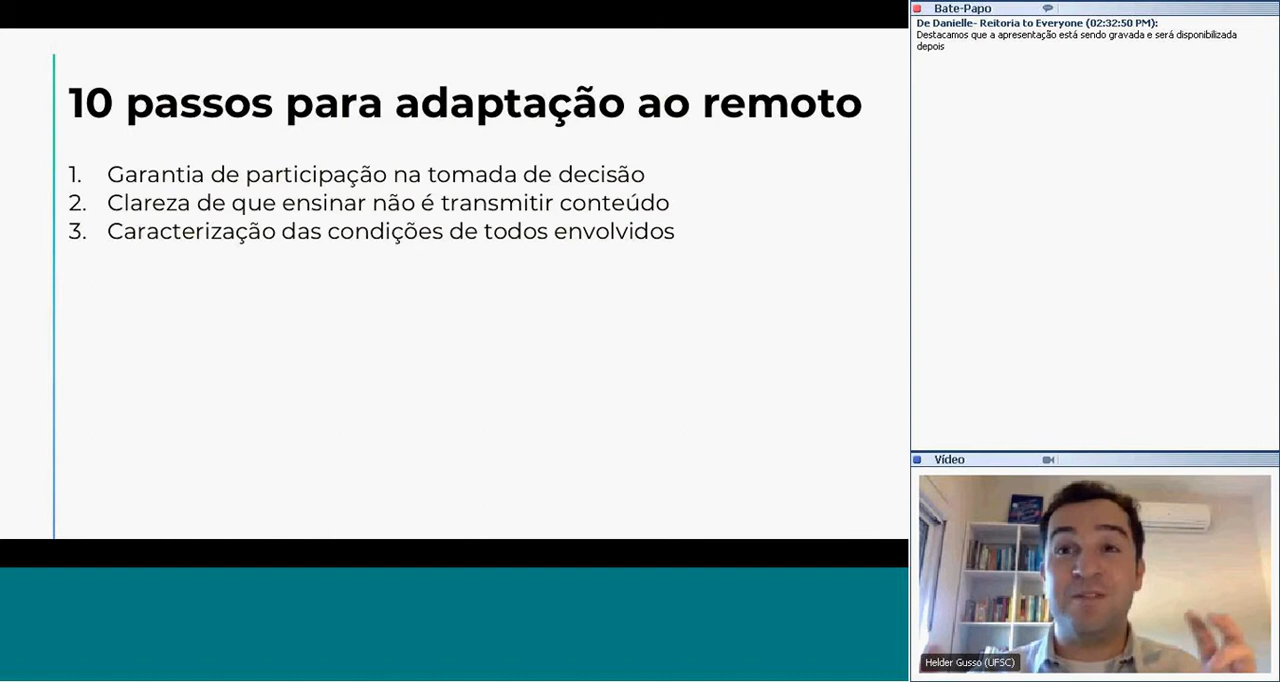 10 passos para adaptação ao remoto
1. Garantia de participação na tomada de decisão
2. Clareza de que ensinar não é transmitir conteúdo
3. Caracterização das condições de todos envolvidos
Bate-Papo
De Danielle- Reitoria to Everyone (02:32:50 PM):
Destacamos que a apresentação está sendo gravada e será disponibilizada
depois
Vídeo
Helder Gusso (UFSC)